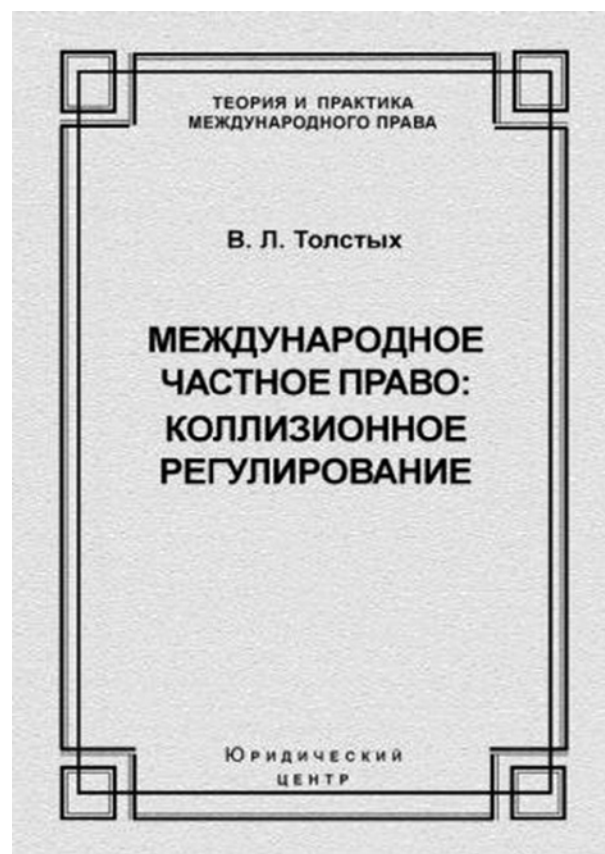 ТЕОРИЯ И ПРАКТИКА
МЕЖДУНАРОДНОГО ПРАВА
В. Л. Толстых
МЕЖДУНАРОДНОЕ
ЧАСТНОЕ ПРАВО:
КОЛЛИЗИОННОЕ
РЕГУЛИРОВАНИЕ
Юридический
центр